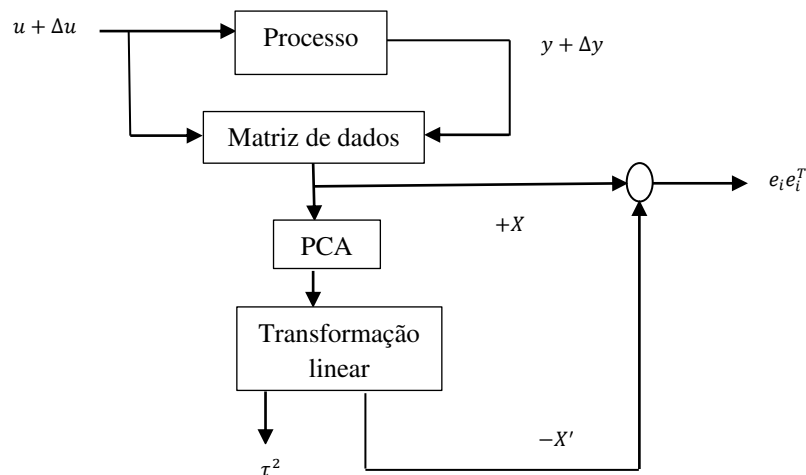 u + Δu
Processo
y + Δy
Matriz de dados
e_i e_i^T
+X
PCA
Transformação
linear
−X′
τ²